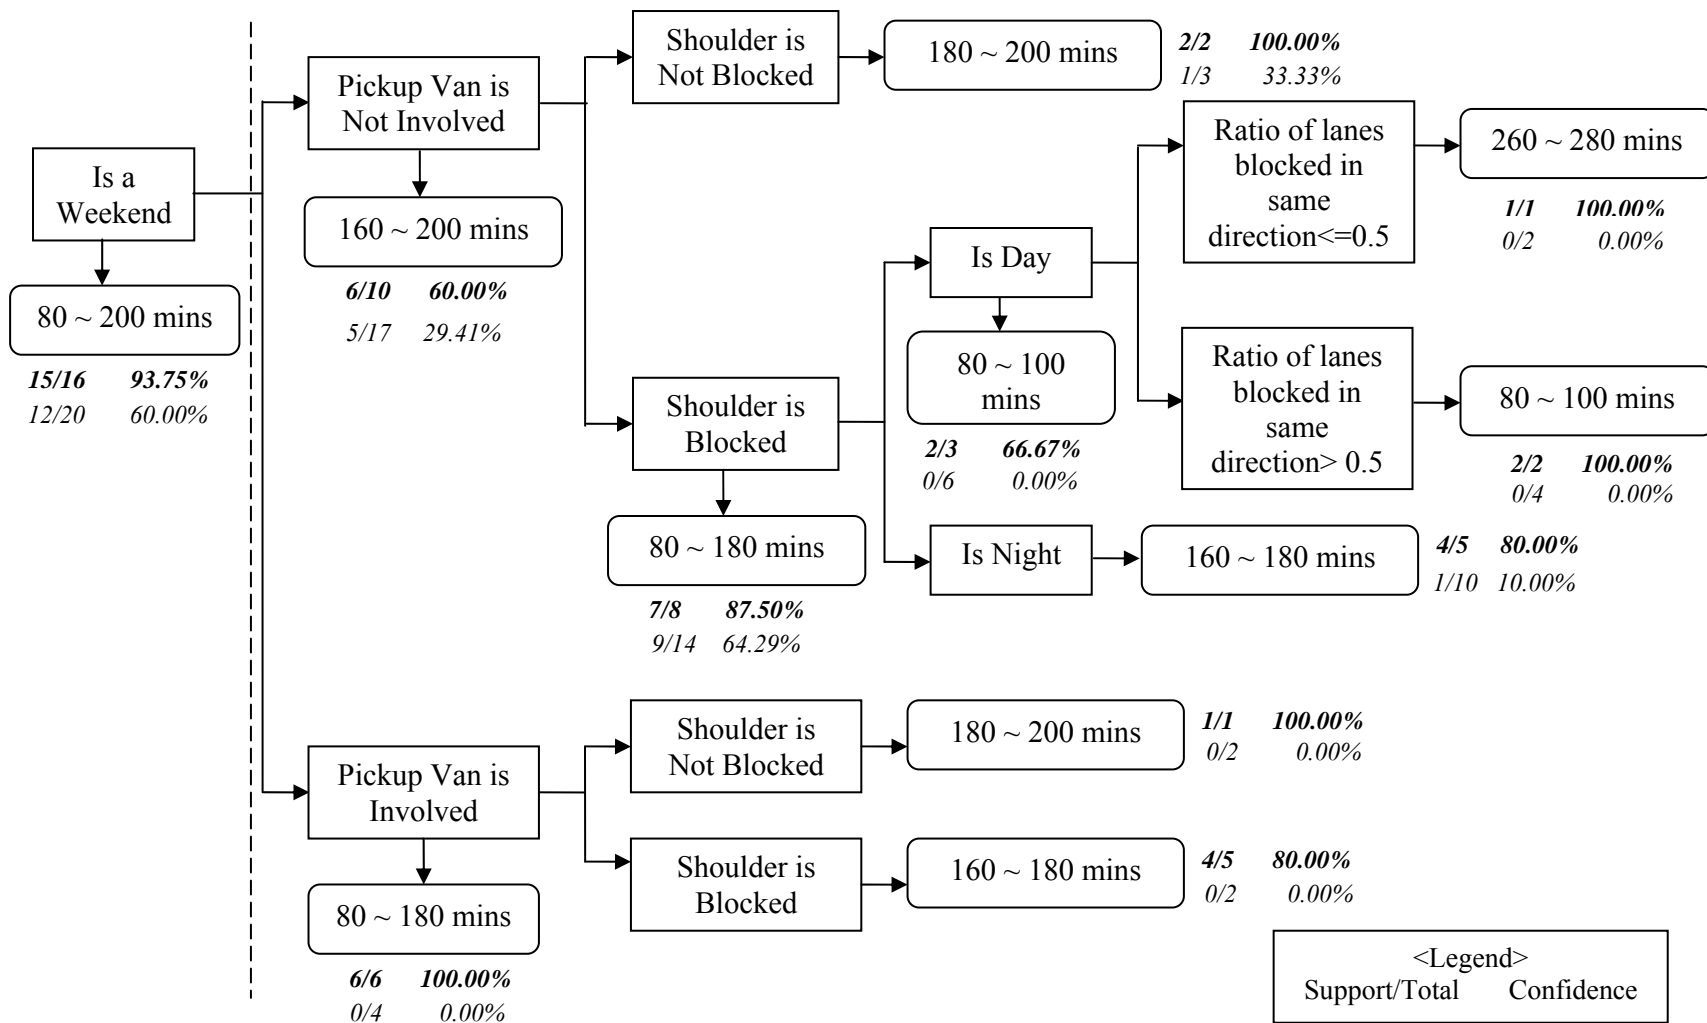 Is a
Weekend
80 ~ 200 mins
15/16 93.75%
12/20 60.00%
Pickup Van is
Not Involved
160 ~ 200 mins
6/10 60.00%
5/17 29.41%
Shoulder is
Not Blocked
180 ~ 200 mins
2/2 100.00%
1/3 33.33%
Shoulder is
Blocked
80 ~ 180 mins
7/8 87.50%
9/14 64.29%
Is Day
80 ~ 100
mins
2/3 66.67%
0/6 0.00%
Ratio of lanes
blocked in
same
direction<=0.5
260 ~ 280 mins
1/1 100.00%
0/2 0.00%
Ratio of lanes
blocked in
same
direction> 0.5
80 ~ 100 mins
2/2 100.00%
0/4 0.00%
Is Night
160 ~ 180 mins
4/5 80.00%
1/10 10.00%
Pickup Van is
Involved
80 ~ 180 mins
6/6 100.00%
0/4 0.00%
Shoulder is
Not Blocked
180 ~ 200 mins
1/1 100.00%
0/2 0.00%
Shoulder is
Blocked
160 ~ 180 mins
4/5 80.00%
0/2 0.00%
<Legend>
Support/Total Confidence